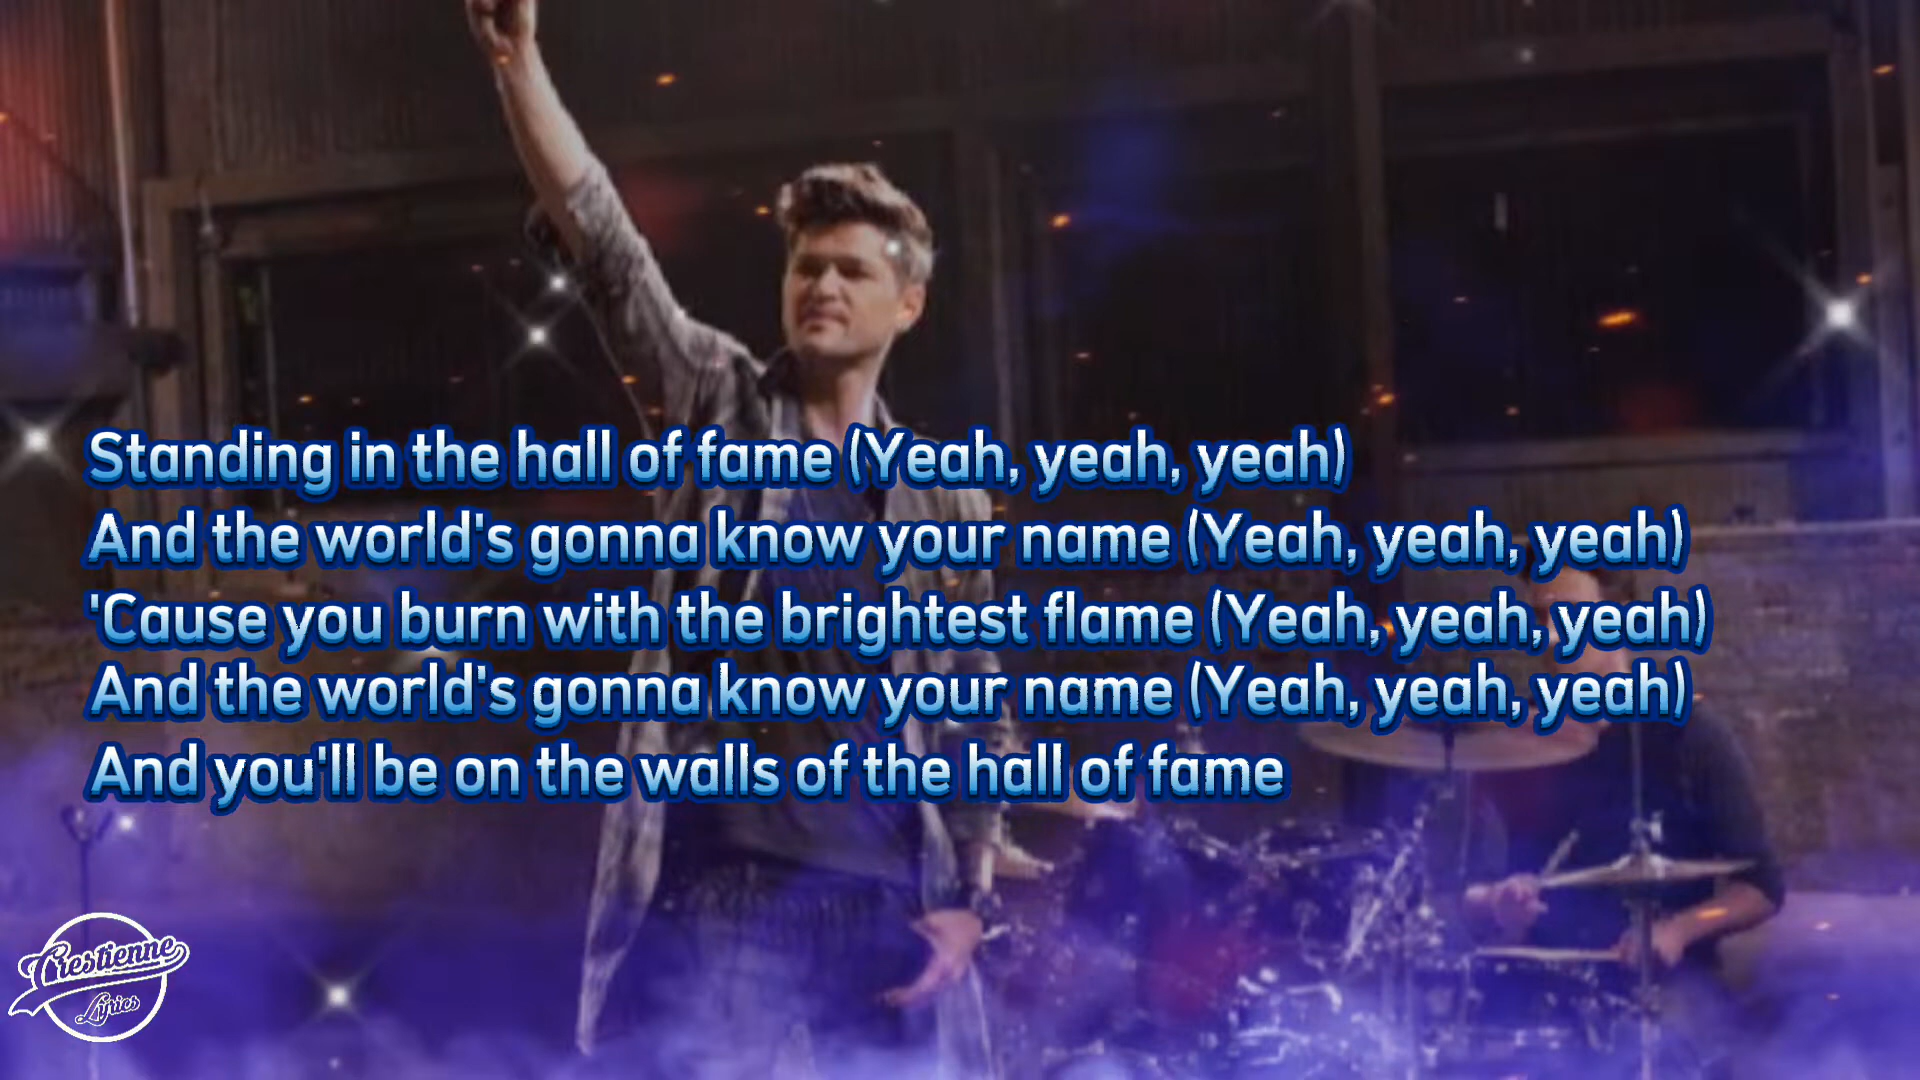 Standing in the hall of fame (Yeah, yeah, yeah)
And the world's gonna know your name (Yeah, yeah, yeah)
'Cause you burn with the brightest flame (Yeah, yeah, yeah)
And the world's gonna know your name (Yeah, yeah, yeah)
And you'll be on the walls of the hall of fame
Crestienne
Lyrics